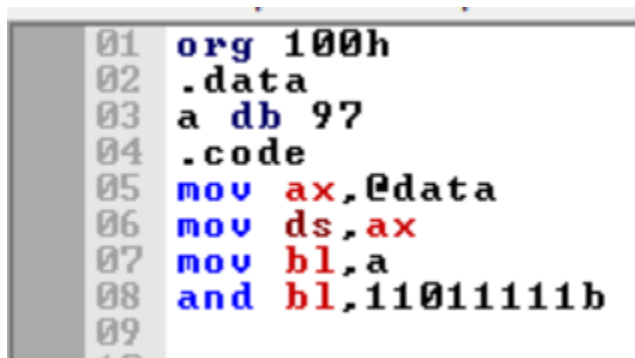 01 org 100h
02 .data
03 a db 97
04 .code
05 mov ax,@data
06 mov ds,ax
07 mov bl,a
08 and bl,11011111b
09